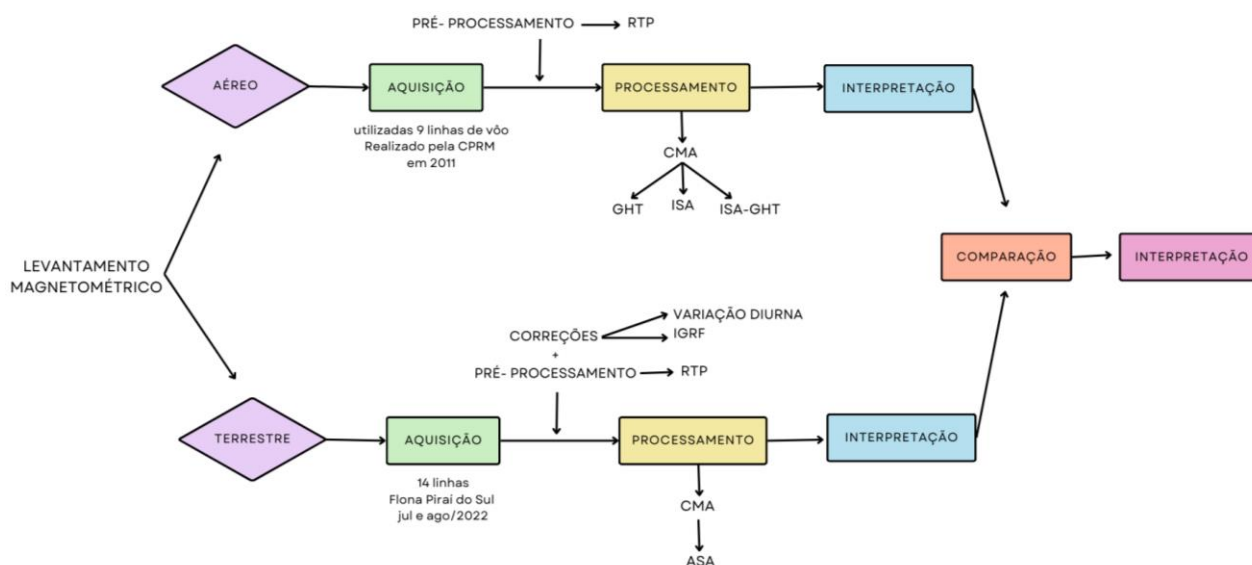 PRÉ- PROCESSAMENTO
RTP
AÉREO
AQUISIÇÃO
PROCESSAMENTO
INTERPRETAÇÃO
utilizadas 9 linhas de vôo
Realizado pela CPRM
em 2011
CMA
GHT
ISA
ISA-GHT
LEVANTAMENTO
MAGNETOMÉTRICO
COMPARAÇÃO
INTERPRETAÇÃO
CORREÇÕES
VARIAÇÃO DIURNA
IGRF
+
PRÉ- PROCESSAMENTO
RTP
TERRESTRE
AQUISIÇÃO
PROCESSAMENTO
INTERPRETAÇÃO
14 linhas
Flona Piraí do Sul
jul e ago/2022
CMA
ASA